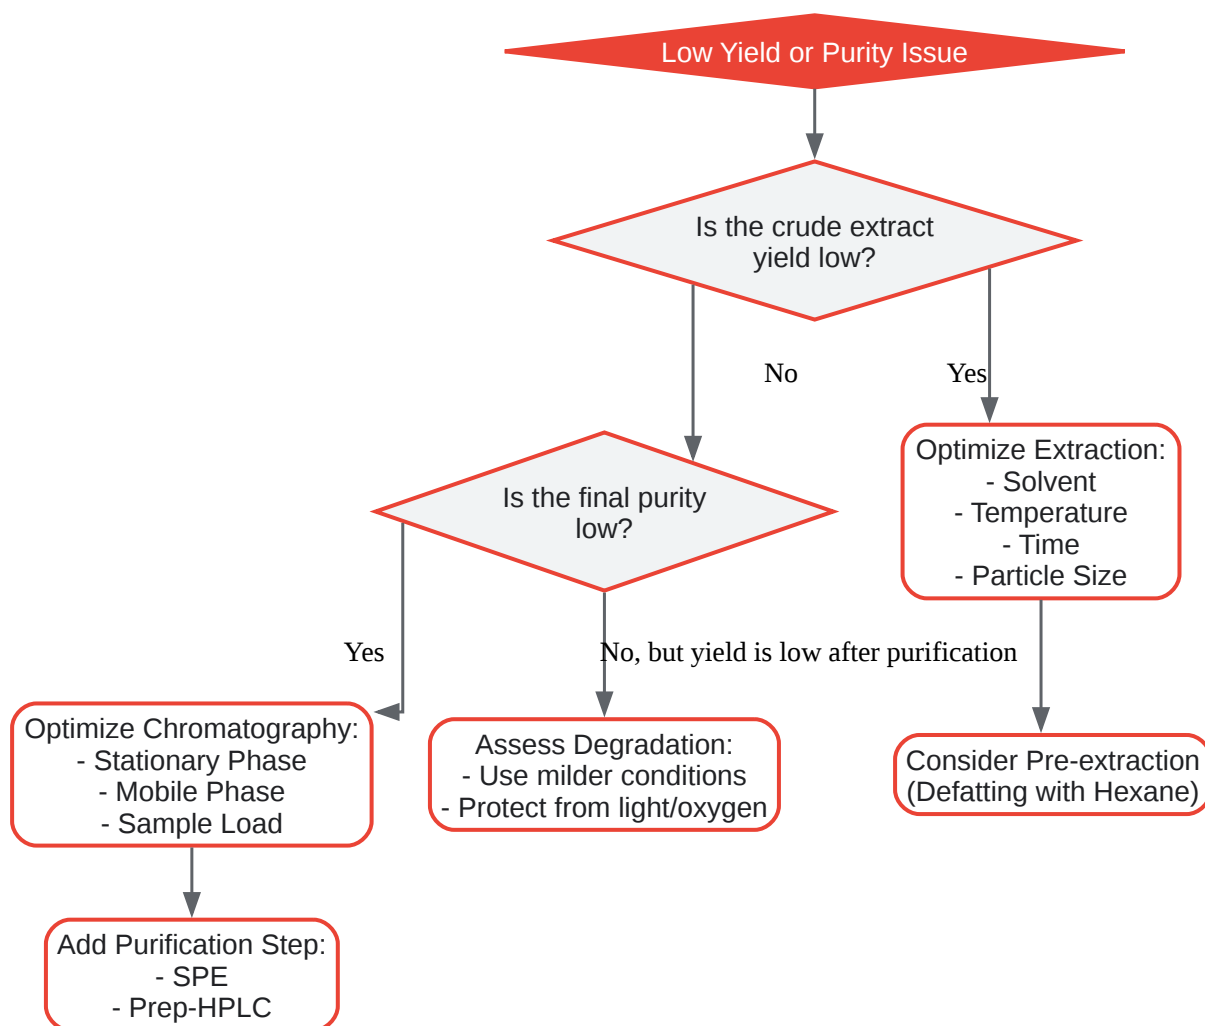 Low Yield or Purity Issue
Is the crude extract
yield low?
No
Yes
Optimize Extraction:
- Solvent
- Temperature
- Time
- Particle Size
Is the final purity
low?
Yes
No, but yield is low after purification
Optimize Chromatography:
- Stationary Phase
- Mobile Phase
- Sample Load
Assess Degradation:
- Use milder conditions
- Protect from light/oxygen
Consider Pre-extraction
(Defatting with Hexane)
Add Purification Step:
- SPE
- Prep-HPLC